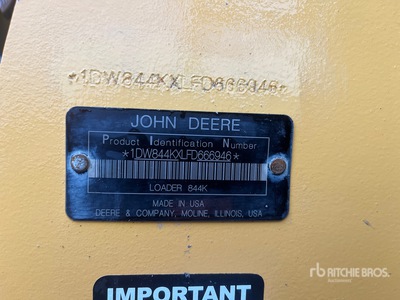 *1DW844KXLFD666946*
JOHN DEERE
Product Identification Number
*1DW844KXLFD666946*
LOADER 844K
MADE IN USA
DEERE & COMPANY, MOLINE, ILLINOIS, USA
rb RITCHIE BROS.
IMPORTANT